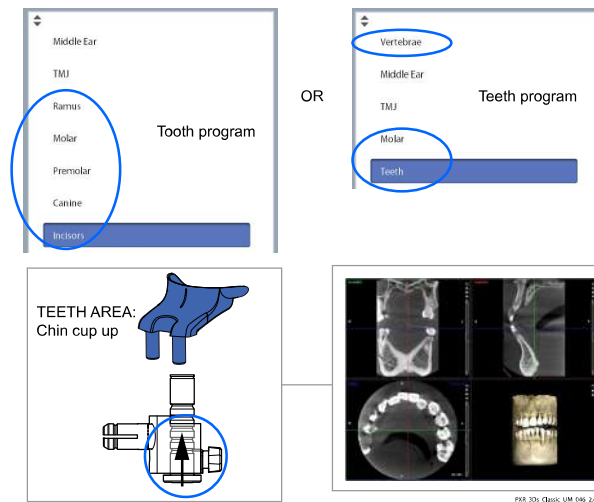 Middle Ear
TMJ
Ramus
Molar
Premolar
Canine
Incisors
Tooth program
OR
Vertebrae
Middle Ear
TMJ
Molar
Teeth
Teeth program
TEETH AREA:
Chin cup up